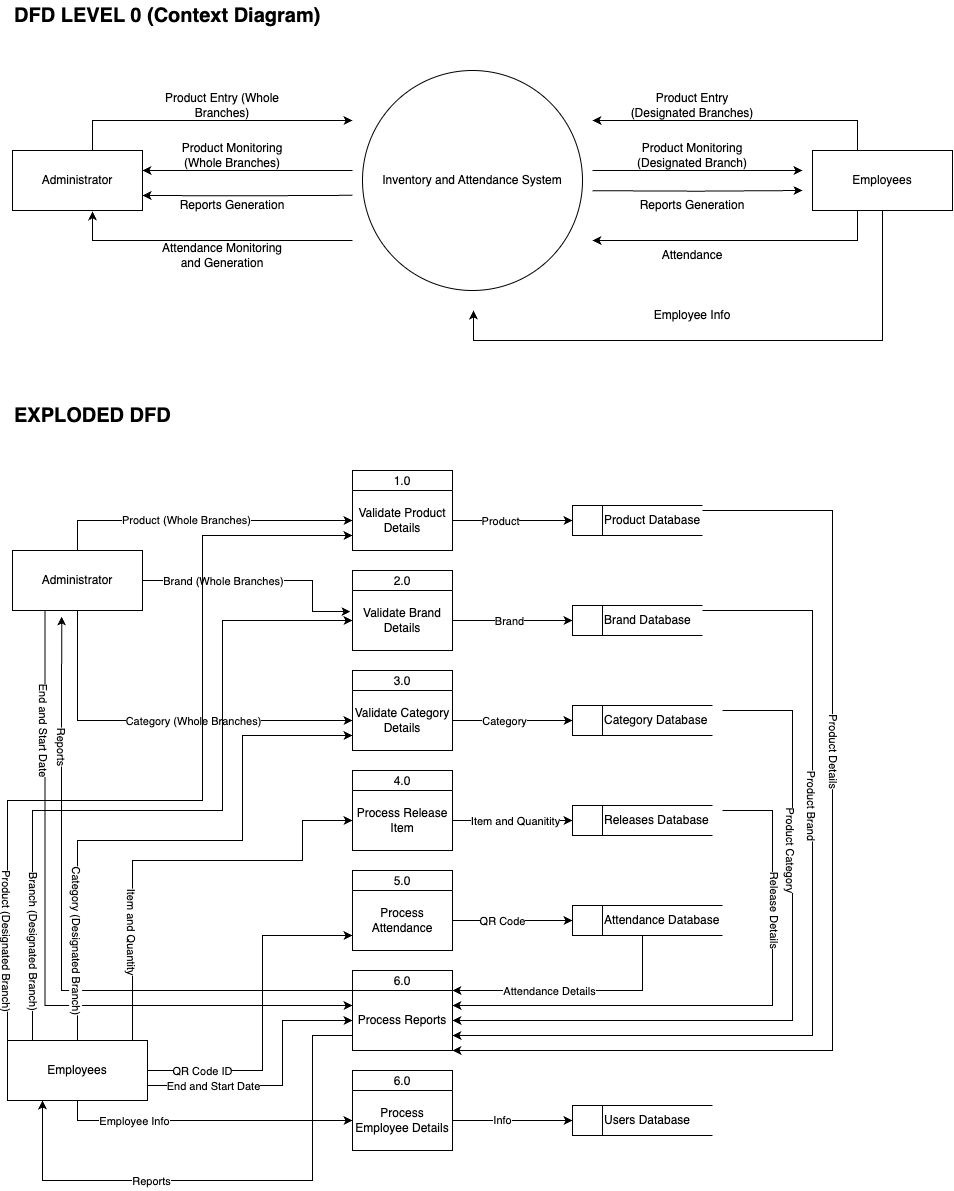 DFD LEVEL 0 (Context Diagram)
Product Entry (Whole
Branches)
Product Entry
(Designated Branches)
Product Monitoring
(Whole Branches)
Product Monitoring
(Designated Branch)
Administrator
Inventory and Attendance System
Employees
Reports Generation
Reports Generation
Attendance Monitoring
and Generation
Attendance
Employee Info
EXPLODED DFD
1.0
Validate Product
Details
Product (Whole Branches)
Product
Product Database
Administrator
Brand (Whole Branches)
2.0
Validate Brand
Details
Brand
Brand Database
3.0
Validate Category
Details
Category (Whole Branches)
Category
Category Database
End and Start Date
Reports
Product Details
Product Brand
Product Category
Release Details
4.0
Process Release
Item
Item and Quanitity
Releases Database
Product (Designated Branch)
Branch (Designated Branch)
Category (Designated Branch)
Item and Quantity
5.0
Process
Attendance
QR Code
Attendance Database
6.0
Process Reports
Attendance Details
Employees
QR Code ID
End and Start Date
6.0
Process
Employee Details
Employee Info
Info
Users Database
Reports